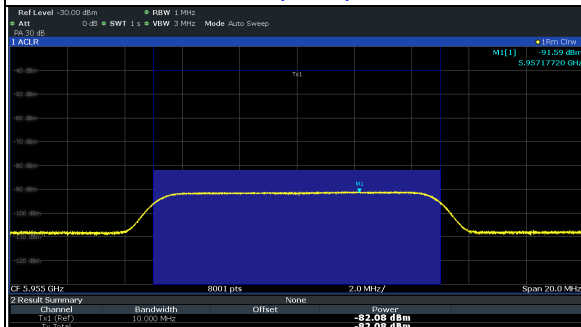 Ref Level -30.00 dBm RBW 1 MHz
Att 0 dB SWT 1 s VBW 3 MHz Mode Auto Sweep
PA 30 dB
1 ACLR 1Rm Clrw
M1[1] -91.59 dBm
5.95717720 GHz
-40 dBm
Tx1
-70 dBm
-80 dBm
-90 dBm
M1
-100 dBm
-110 dBm
-120 dBm
CF 5.955 GHz 8001 pts 2.0 MHz/ Span 20.0 MHz
2 Result Summary None
Channel Bandwidth Offset Power
Tx1 (Ref) 10.000 MHz -82.08 dBm
Tx Total -82.08 dBm